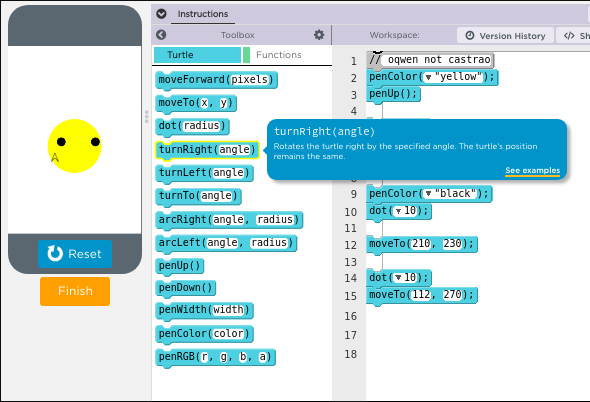 Instructions
Toolbox
Workspace:
Version History
Turtle
Functions
moveForward(pixels)
moveTo(x, y)
dot(radius)
turnRight(angle)
turnLeft(angle)
turnTo(angle)
arcRight(angle, radius)
arcLeft(angle, radius)
penUp()
penDown()
penWidth(width)
penColor(color)
penRGB(r, g, b, a)
Reset
Finish
1 // oqwen not castrao
2 penColor("yellow");
3 penUp();
4
turnRight(angle)
Rotates the turtle right by the specified angle. The turtle's position
remains the same.
See examples
9 penColor("black");
10 dot(10);
11
12 moveTo(210, 230);
13
14 dot(10);
15 moveTo(112, 270);
16
17
18